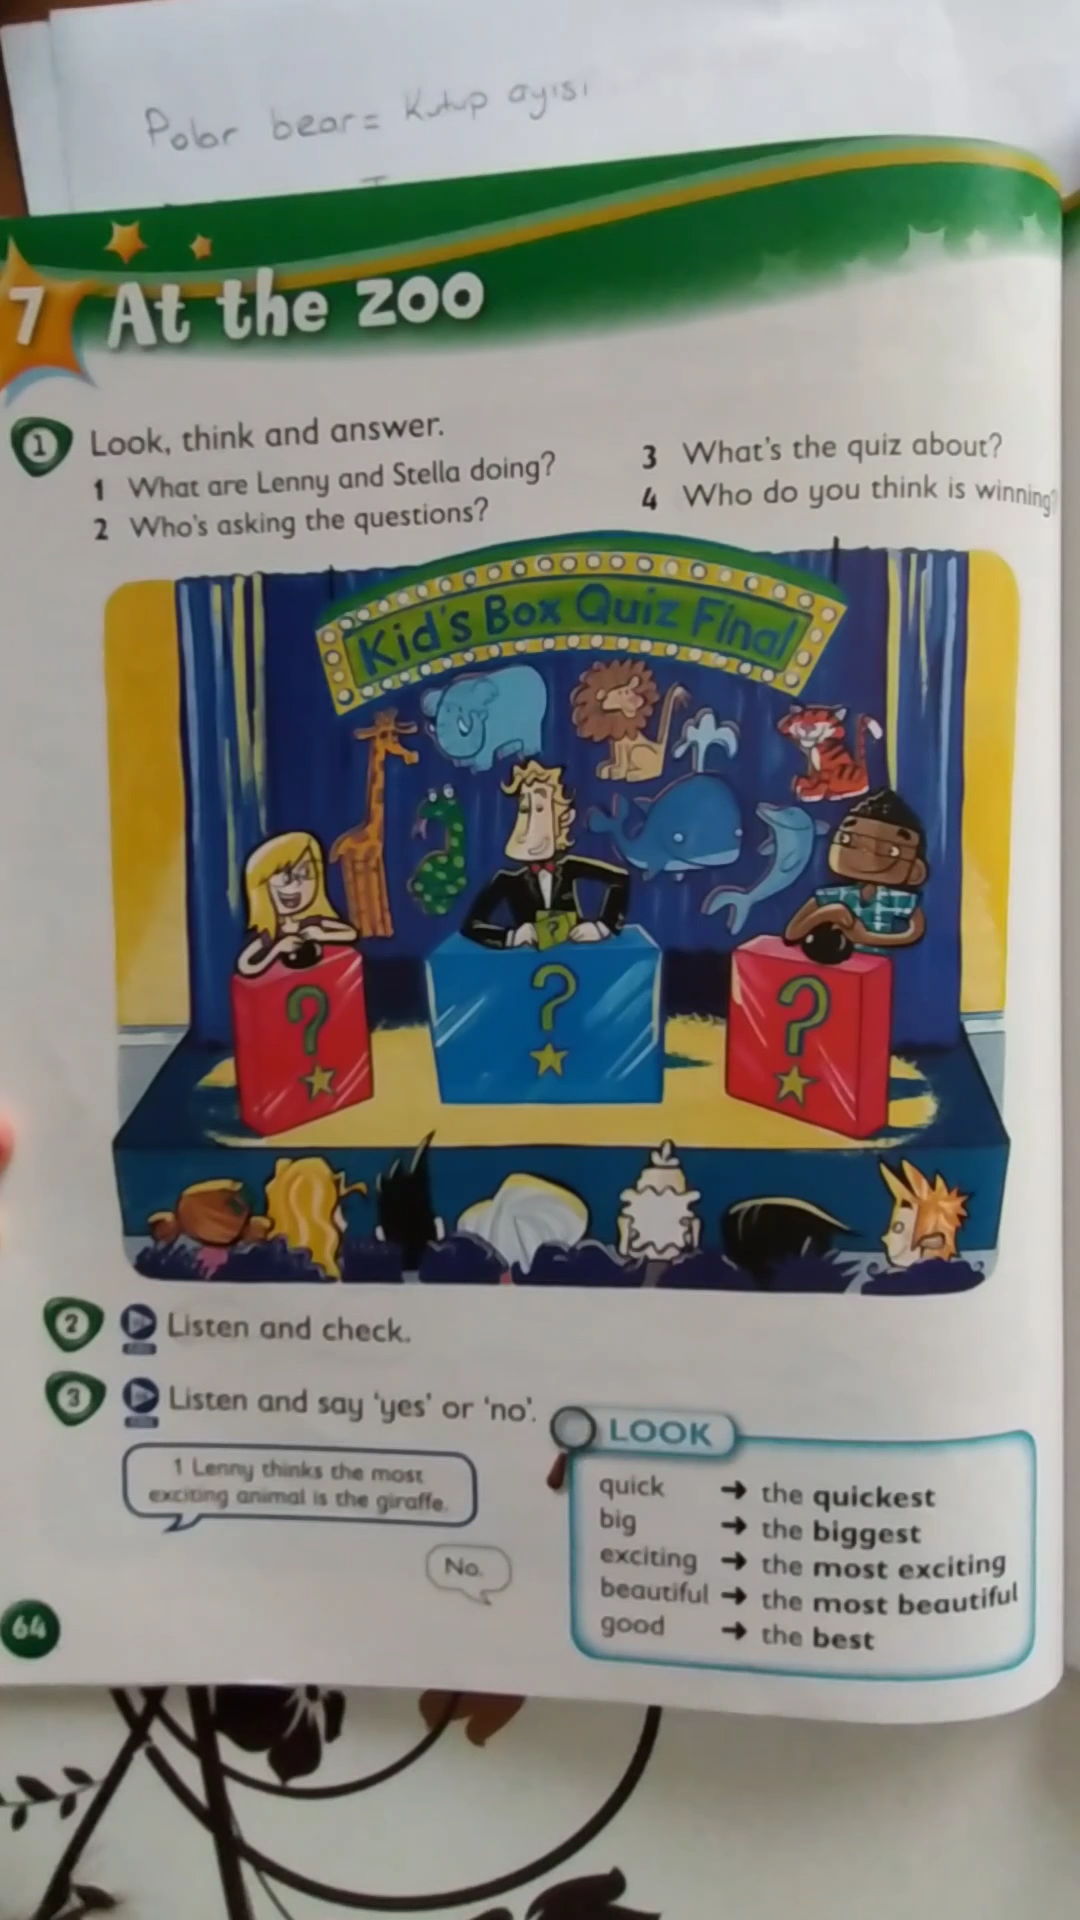 Polar bear= Kutup ayısı
7 At the zoo
1 Look, think and answer.
1 What are Lenny and Stella doing?
2 Who's asking the questions?
3 What's the quiz about?
4 Who do you think is winning?
Kid's Box Quiz Final
?
?
?
?
2 Listen and check.
3 Listen and say 'yes' or 'no'.
1 Lenny thinks the most
exciting animal is the giraffe.
No.
LOOK
quick → the quickest
big → the biggest
exciting → the most exciting
beautiful → the most beautiful
good → the best
64